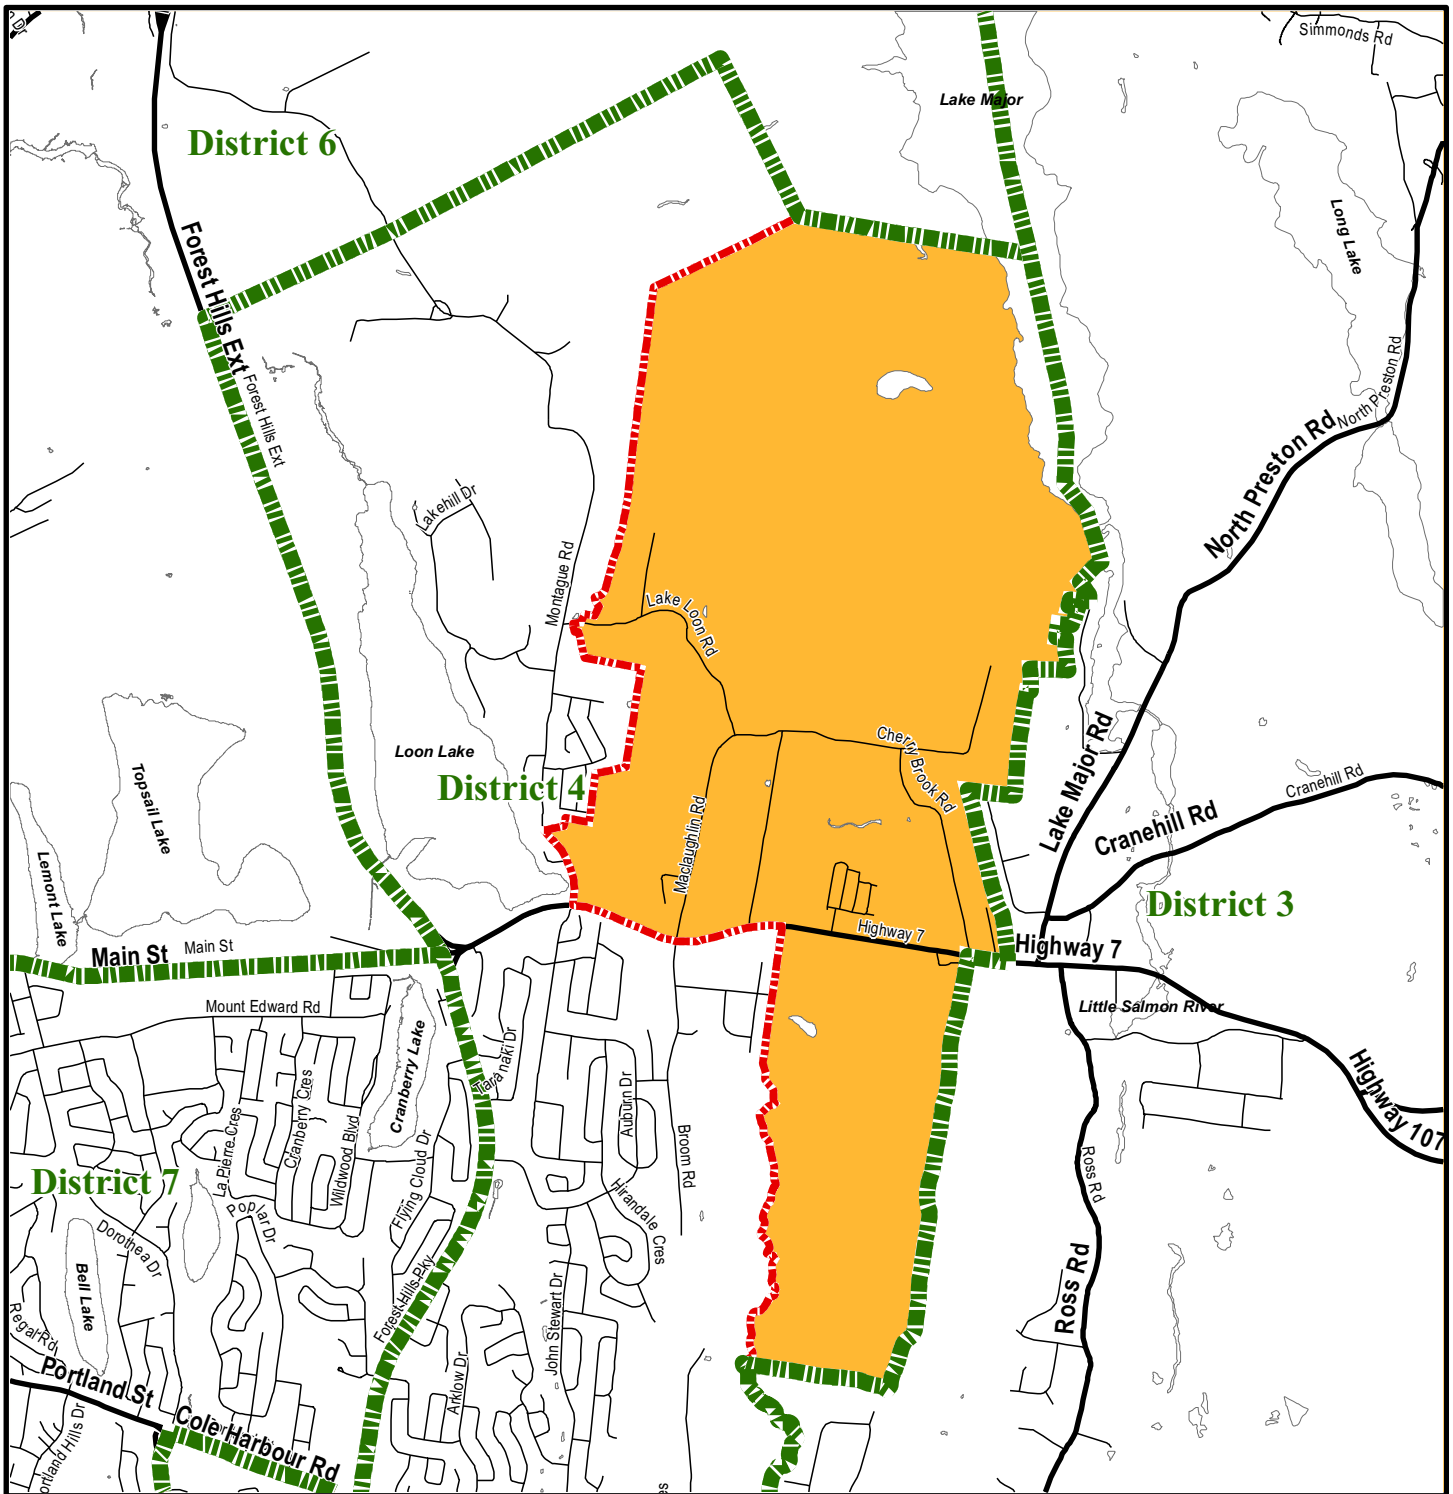 Simmonds Rd
Lake Major
District 6
Long Lake
Forest Hills Ext
Forest Hills Ext
North Preston Rd
North Preston Rd
Lakehill Dr
Montague Rd
Lake Loon Rd
Loon Lake
District 4
Cherry Brook Rd
Topsail Lake
Lake Major Rd
Cranehill Rd
Cranehill Rd
Maclaughlin Rd
Lemont Lake
District 3
Highway 7
Highway 7
Main St
Main St
Mount Edward Rd
Little Salmon River
Cranberry Lake
Taranaki Dr
Highway 107
Auburn Dr
Cranberry Cres
La Pierre Cres
Wildwood Blvd
Broom Rd
Ross Rd
District 7
Flying Cloud Dr
Poplar Dr
Hirandale Cres
Dorothea Dr
Bell Lake
Forest Hills Pky
John Stewart Dr
Ross Rd
Regal Rd
Arklow Dr
Portland St
Cole Harbour Rd
ortland Hills Dr
es